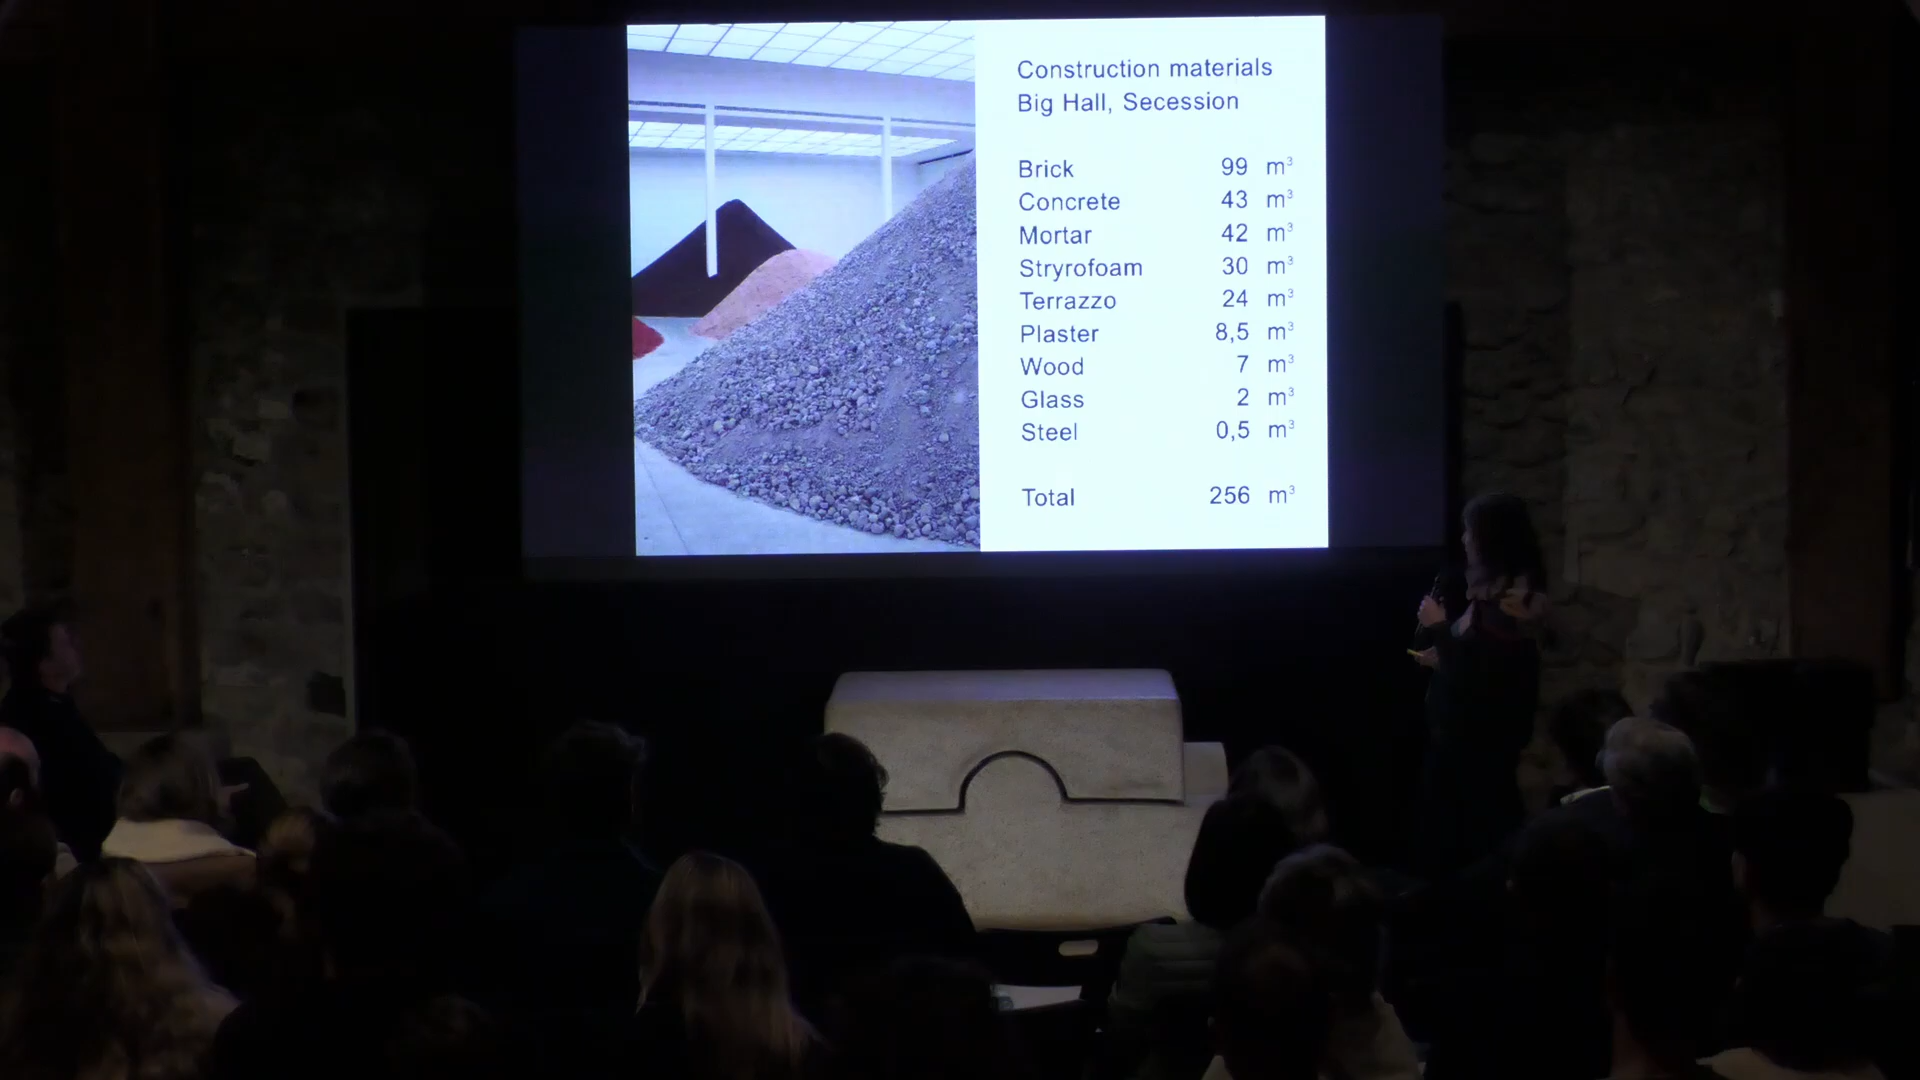 Construction materials
Big Hall, Secession
Brick 99 m³
Concrete 43 m³
Mortar 42 m³
Stryrofoam 30 m³
Terrazzo 24 m³
Plaster 8,5 m³
Wood 7 m³
Glass 2 m³
Steel 0,5 m³
Total 256 m³